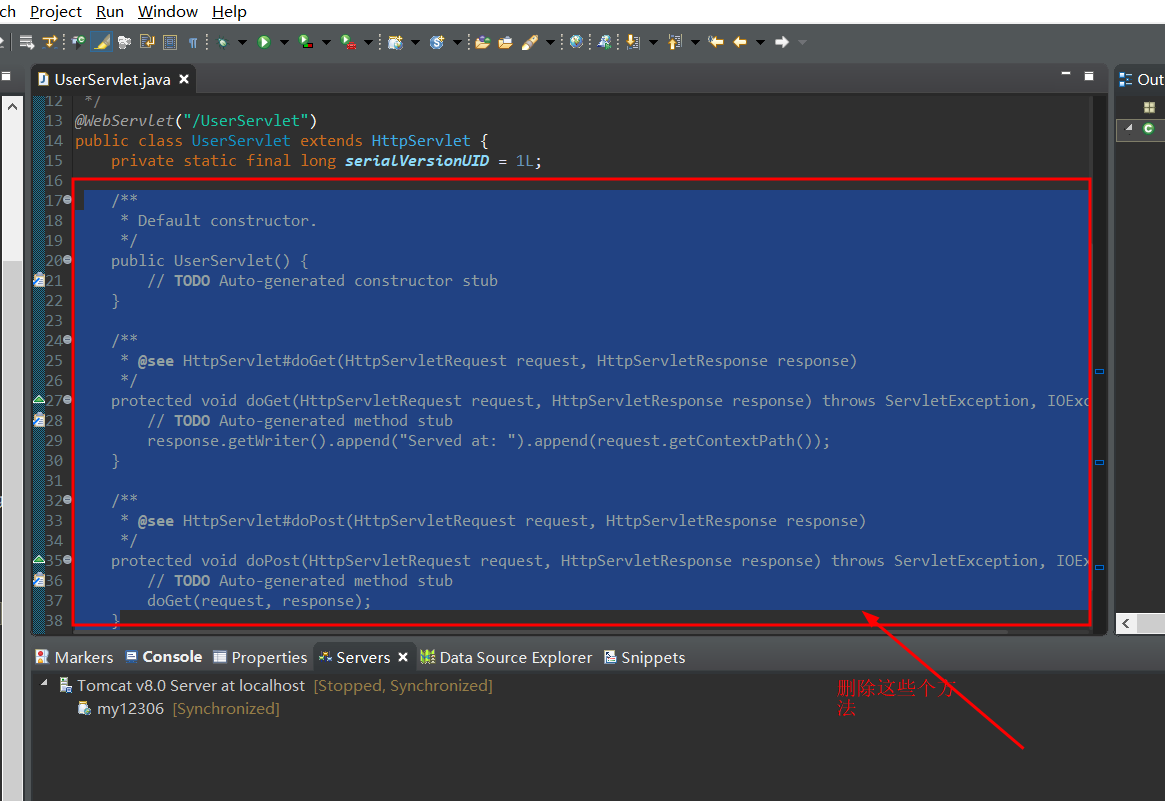 ch Project Run Window Help
UserServlet.java
Out
12 */
13 @WebServlet("/UserServlet")
14 public class UserServlet extends HttpServlet {
15 private static final long serialVersionUID = 1L;
16
17 /**
18 * Default constructor.
19 */
20 public UserServlet() {
21 // TODO Auto-generated constructor stub
22 }
23
24 /**
25 * @see HttpServlet#doGet(HttpServletRequest request, HttpServletResponse response)
26 */
27 protected void doGet(HttpServletRequest request, HttpServletResponse response) throws ServletException, IOExc
28 // TODO Auto-generated method stub
29 response.getWriter().append("Served at: ").append(request.getContextPath());
30 }
31
32 /**
33 * @see HttpServlet#doPost(HttpServletRequest request, HttpServletResponse response)
34 */
35 protected void doPost(HttpServletRequest request, HttpServletResponse response) throws ServletException, IOEx
36 // TODO Auto-generated method stub
37 doGet(request, response);
38 }
Markers Console Properties Servers Data Source Explorer Snippets
Tomcat v8.0 Server at localhost [Stopped, Synchronized]
my12306 [Synchronized]
删除这些个方
法